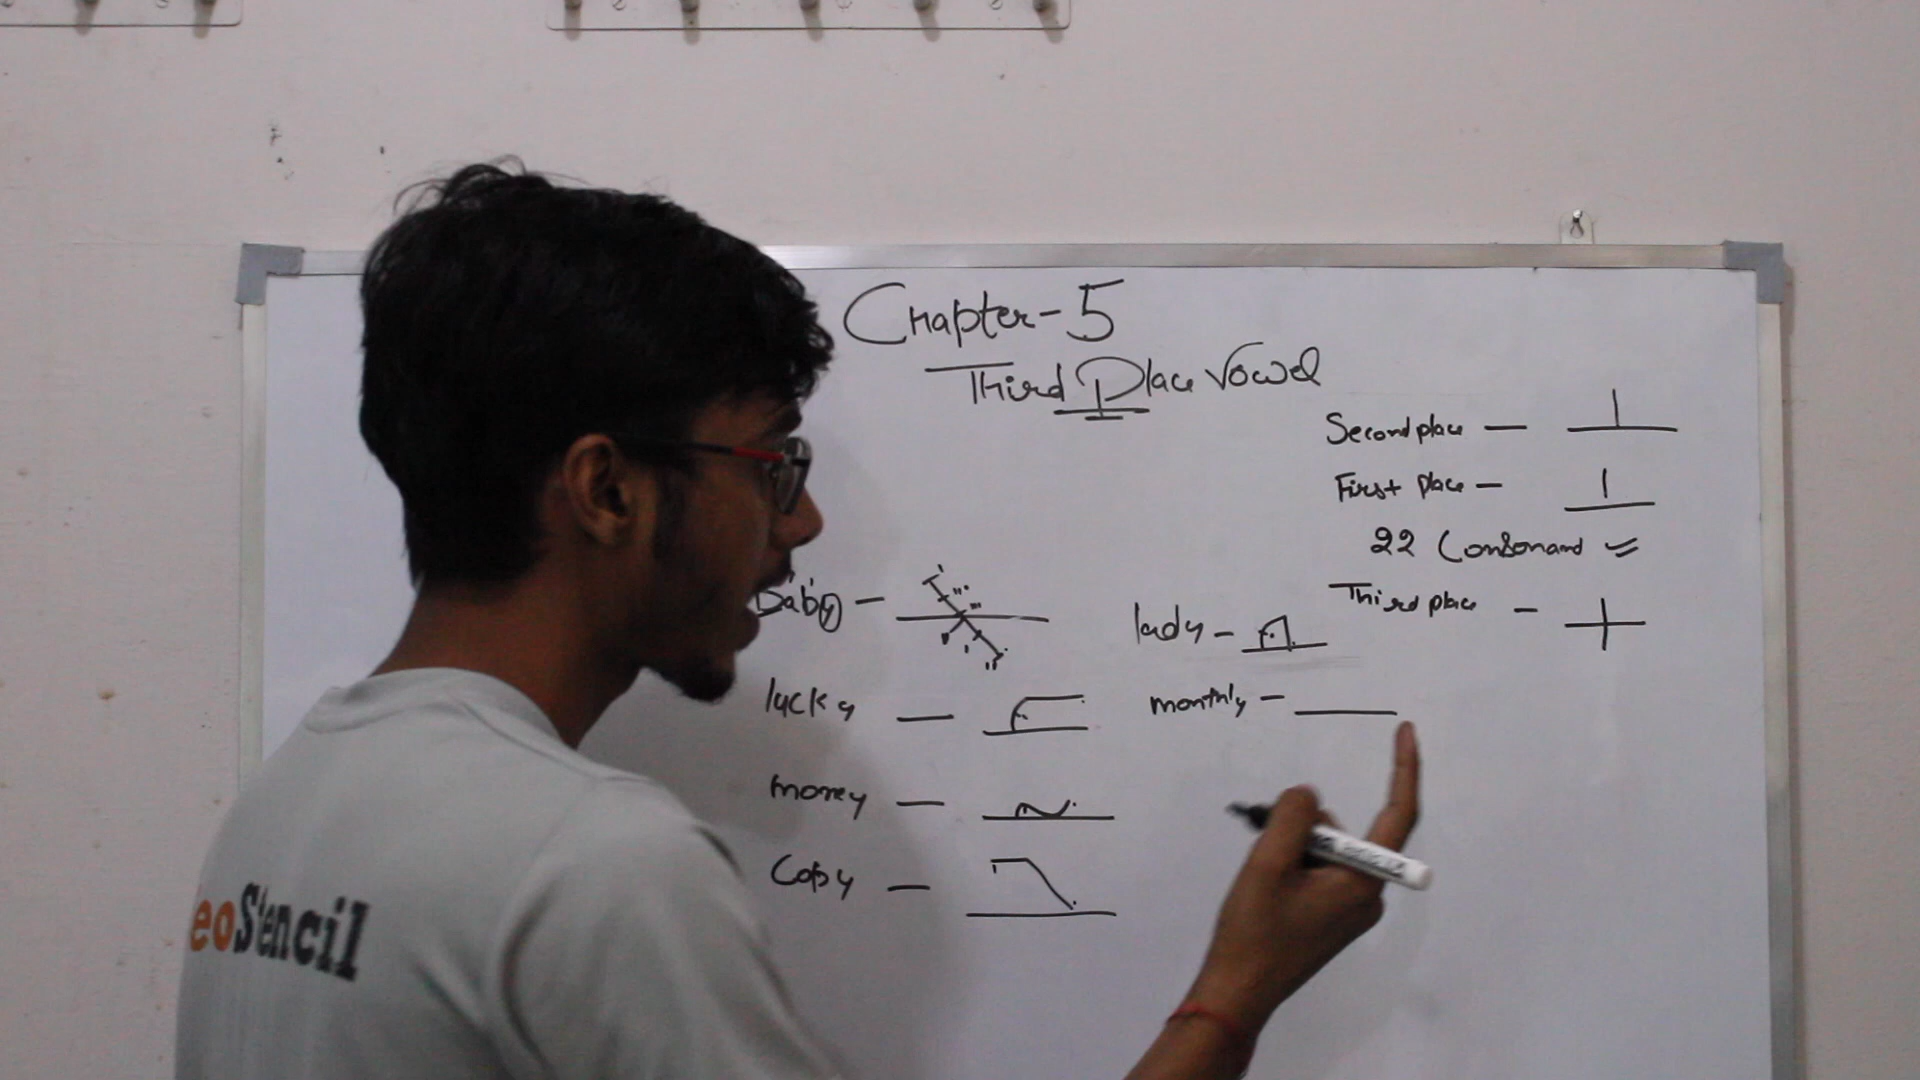 Chapter-5
Third Place Vowel
Second place —
First place —
22 Consonand
Third place —
Baby —
lady —
lucky —
monthly —
money —
Copy —
eoStencil